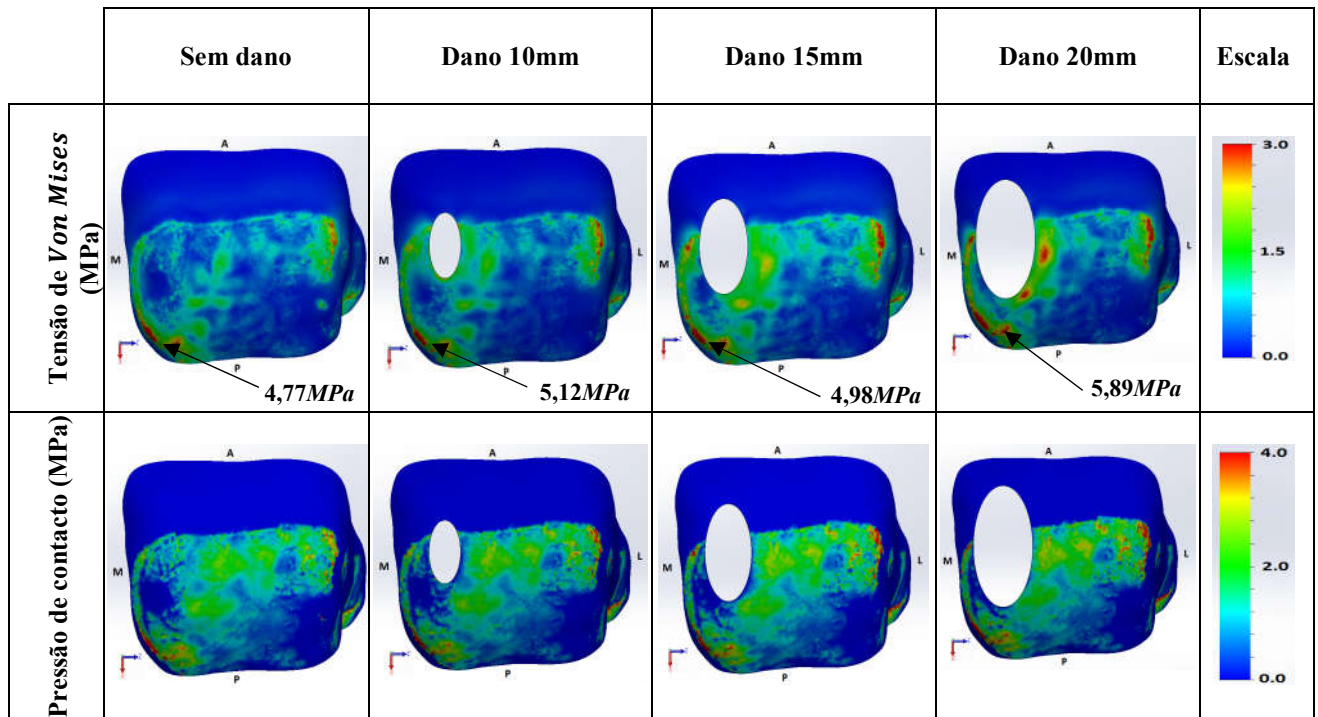 Sem dano
Dano 10mm
Dano 15mm
Dano 20mm
Escala
Tensão de Von Mises
(MPa)
A
M
P
4,77MPa
A
M
L
P
5,12MPa
A
M
L
P
4,98MPa
A
M
L
P
5,89MPa
3.0
1.5
0.0
Pressão de contacto (MPa)
A
M
P
A
M
L
P
A
M
L
P
A
M
L
P
4.0
2.0
0.0